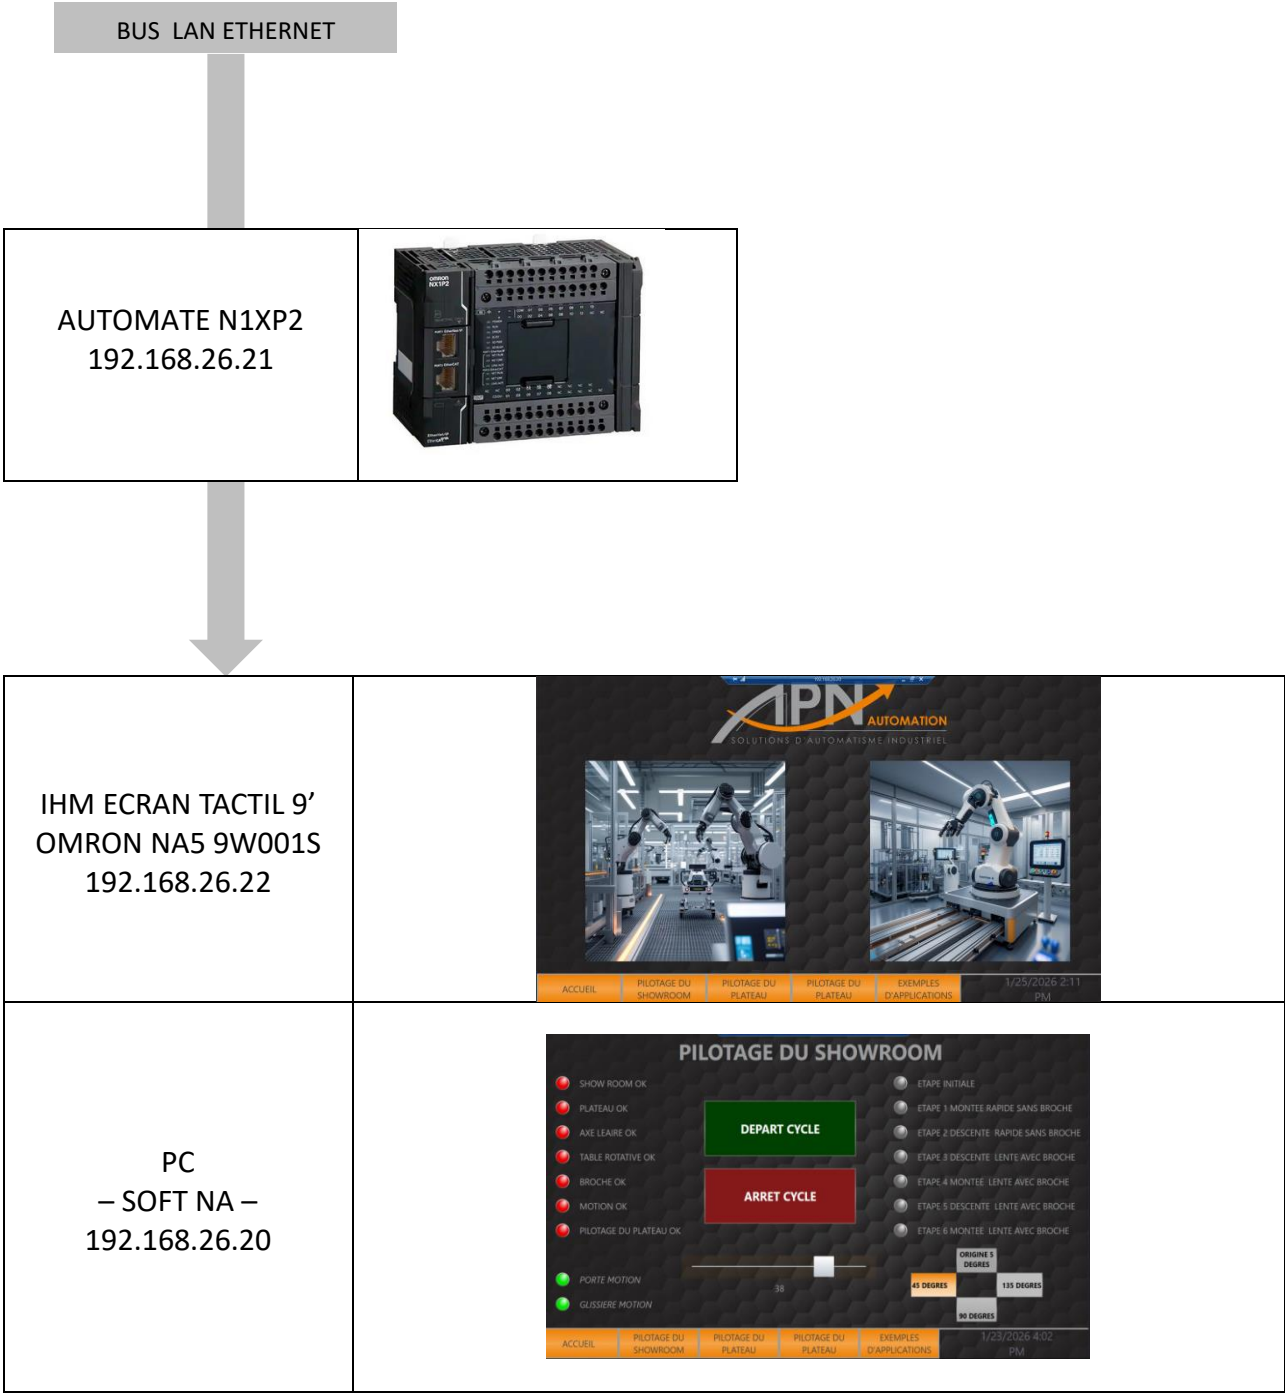 BUS LAN ETHERNET
AUTOMATE N1XP2
192.168.26.21
OMRON
NX1P2
IHM ECRAN TACTIL 9’
OMRON NA5 9W001S
192.168.26.22
APN
AUTOMATION
SOLUTIONS D'AUTOMATISME INDUSTRIEL
ACCUEIL
PILOTAGE DU
SHOWROOM
PILOTAGE DU
PLATEAU
PILOTAGE DU
PLATEAU
EXEMPLES
D'APPLICATIONS
1/25/2026 2:11
PM
PC
– SOFT NA –
192.168.26.20
PILOTAGE DU SHOWROOM
SHOW ROOM OK
PLATEAU OK
AXE LEAIRE OK
TABLE ROTATIVE OK
BROCHE OK
MOTION OK
PILOTAGE DU PLATEAU OK
PORTE MOTION
GLISSIERE MOTION
DEPART CYCLE
ARRET CYCLE
38
ETAPE INITIALE
ETAPE 1 MONTEE RAPIDE SANS BROCHE
ETAPE 2 DESCENTE RAPIDE SANS BROCHE
ETAPE 3 DESCENTE LENTE AVEC BROCHE
ETAPE 4 MONTEE LENTE AVEC BROCHE
ETAPE 5 DESCENTE LENTE AVEC BROCHE
ETAPE 6 MONTEE LENTE AVEC BROCHE
ORIGINE 5
DEGRES
45 DEGRES
135 DEGRES
90 DEGRES
ACCUEIL
PILOTAGE DU
SHOWROOM
PILOTAGE DU
PLATEAU
PILOTAGE DU
PLATEAU
EXEMPLES
D'APPLICATIONS
1/23/2026 4:02
PM